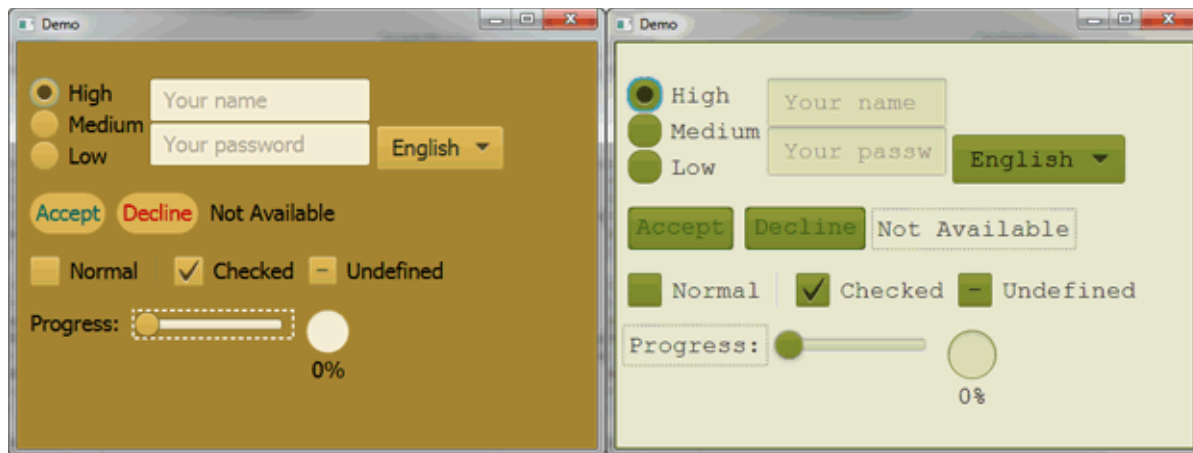 Demo
High
Your name
Medium
Your password
English
Low
Accept Decline Not Available
Normal Checked Undefined
Progress:
0%
Demo
High
Your name
Medium
Your passw
English
Low
Accept Decline Not Available
Normal Checked Undefined
Progress:
0%